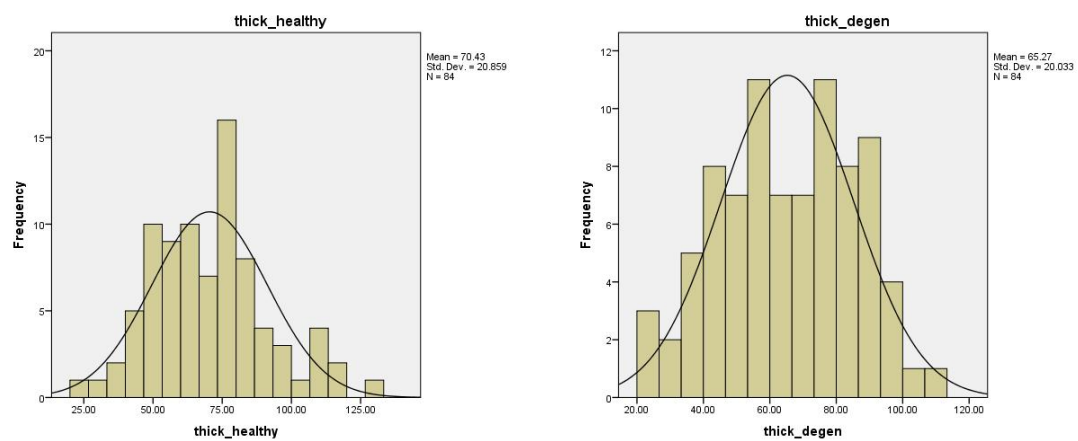 thick_healthy
Mean = 70.43
Std. Dev. = 20.859
N = 84
20
15
10
5
0
Frequency
25.00
50.00
75.00
100.00
125.00
thick_healthy
thick_degen
Mean = 65.27
Std. Dev. = 20.033
N = 84
12
10
8
6
4
2
0
Frequency
20.00
40.00
60.00
80.00
100.00
120.00
thick_degen